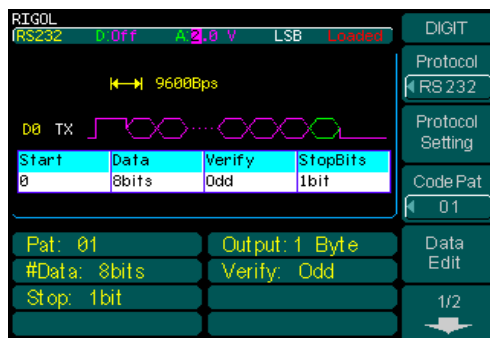 RIGOL
RS232 D:Off A:2.0 V LSB Loaded
9600Bps
D0 TX
Start Data Verify StopBits
0 8bits Odd 1bit
Pat: 01 Output: 1 Byte
#Data: 8bits Verify: Odd
Stop: 1bit
DIGIT
Protocol
RS232
Protocol
Setting
Code Pat
01
Data
Edit
1/2